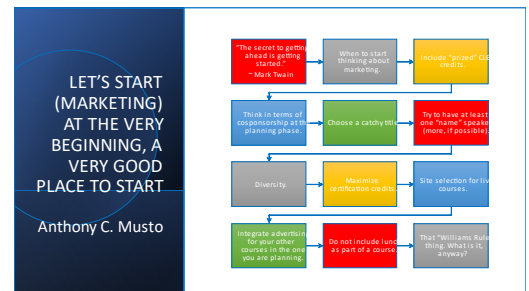 LET'S START
(MARKETING)
AT THE VERY
BEGINNING, A
VERY GOOD
PLACE TO START
Anthony C. Musto
"The secret to getting
ahead is getting
started."
~ Mark Twain
When to start
thinking about
marketing.
Include "prized" CLE
credits.
Think in terms of
cosponsorship at the
planning phase.
Choose a catchy title.
Try to have at least
one "name" speaker
(more, if possible).
Diversity.
Maximize
certification credits.
Site selection for live
courses.
Integrate advertising
for your other
courses in the one
you are planning.
Do not include lunch
as part of a course.
That "Williams Rule"
thing. What is it,
anyway?